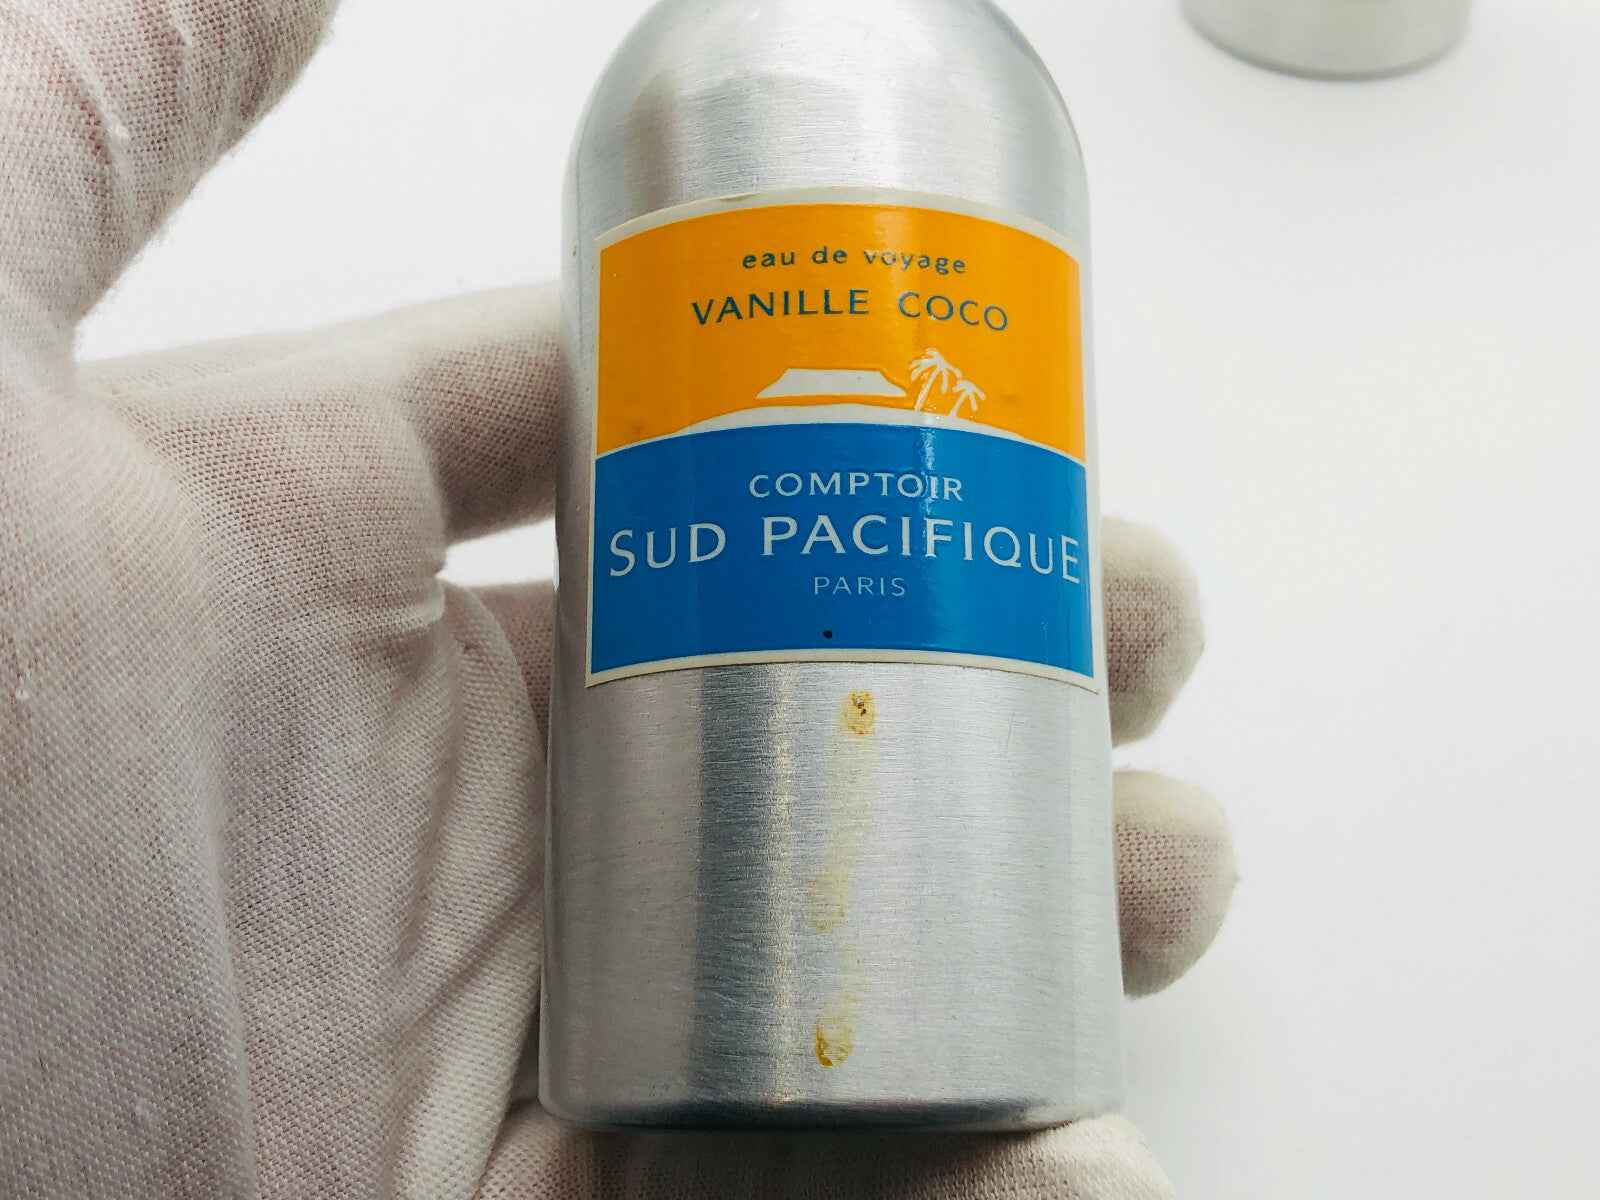 eau de voyage
VANILLE COCO
COMPTOIR
SUD PACIFIQUE
PARIS